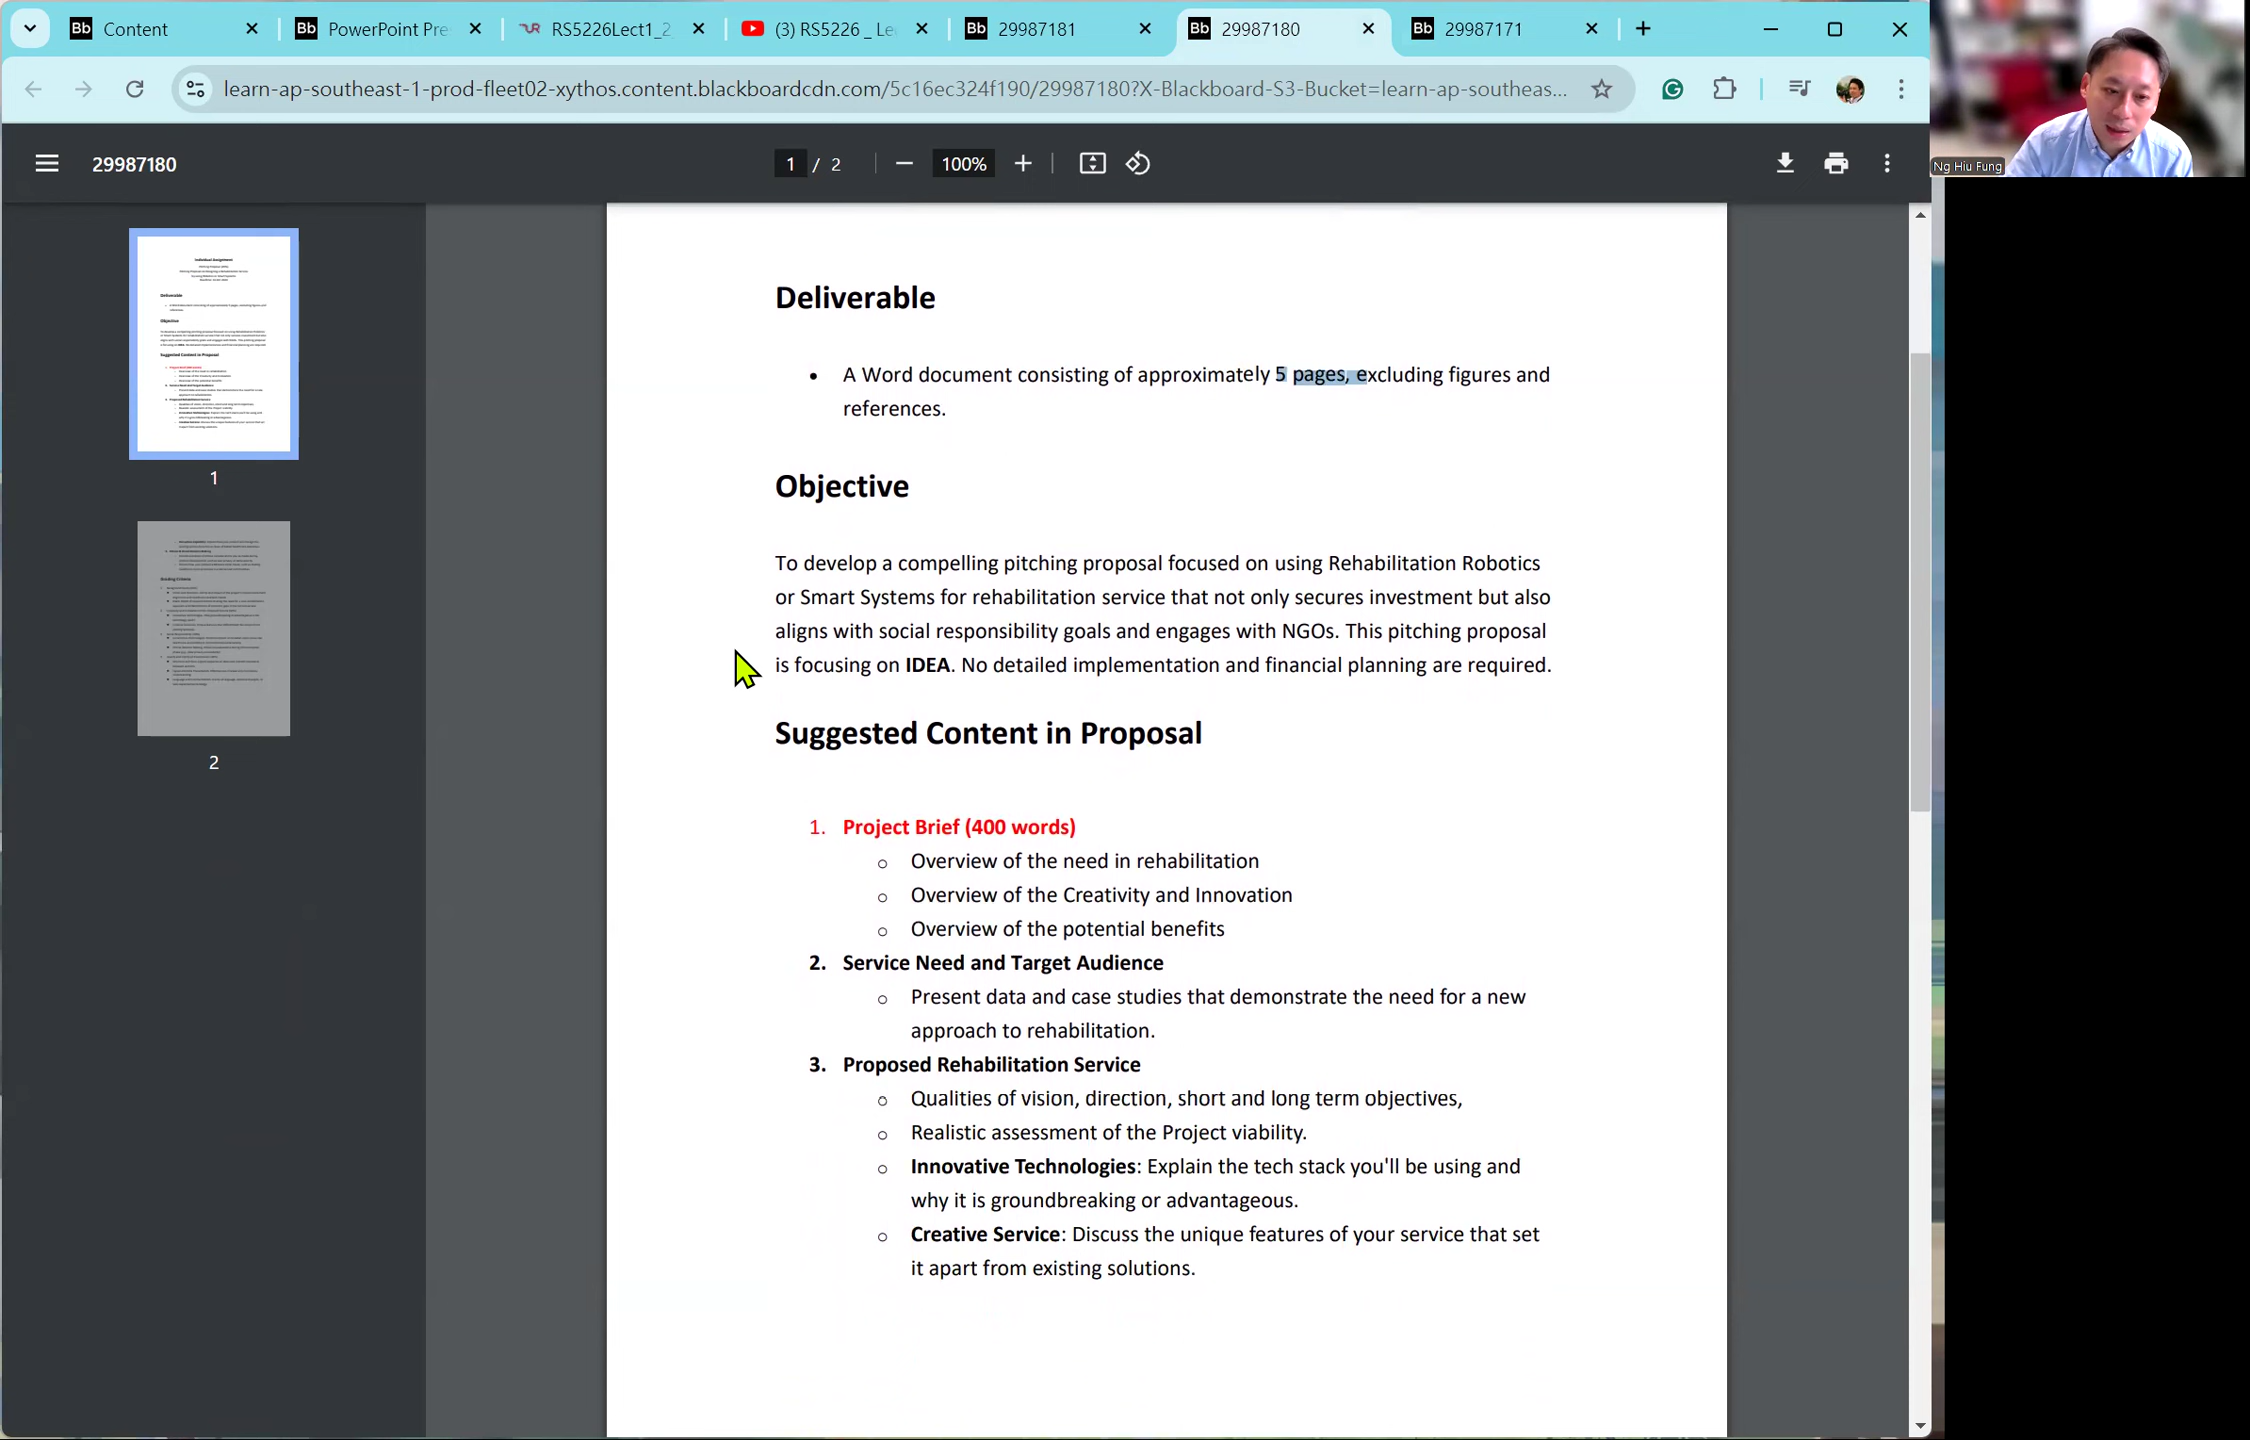 Content
PowerPoint Pre
RS5226Lect1_2
(3) RS5226 _ Le
29987181
29987180
29987171
learn-ap-southeast-1-prod-fleet02-xythos.content.blackboardcdn.com/5c16ec324f190/29987180?X-Blackboard-S3-Bucket=learn-ap-southeas...
29987180
1 / 2
100%
Ng Hiu Fung
1
2
Deliverable
• A Word document consisting of approximately 5 pages, excluding figures and
references.
Objective
To develop a compelling pitching proposal focused on using Rehabilitation Robotics
or Smart Systems for rehabilitation service that not only secures investment but also
aligns with social responsibility goals and engages with NGOs. This pitching proposal
is focusing on IDEA. No detailed implementation and financial planning are required.
Suggested Content in Proposal
1. Project Brief (400 words)
o Overview of the need in rehabilitation
o Overview of the Creativity and Innovation
o Overview of the potential benefits
2. Service Need and Target Audience
o Present data and case studies that demonstrate the need for a new
approach to rehabilitation.
3. Proposed Rehabilitation Service
o Qualities of vision, direction, short and long term objectives,
o Realistic assessment of the Project viability.
o Innovative Technologies: Explain the tech stack you'll be using and
why it is groundbreaking or advantageous.
o Creative Service: Discuss the unique features of your service that set
it apart from existing solutions.